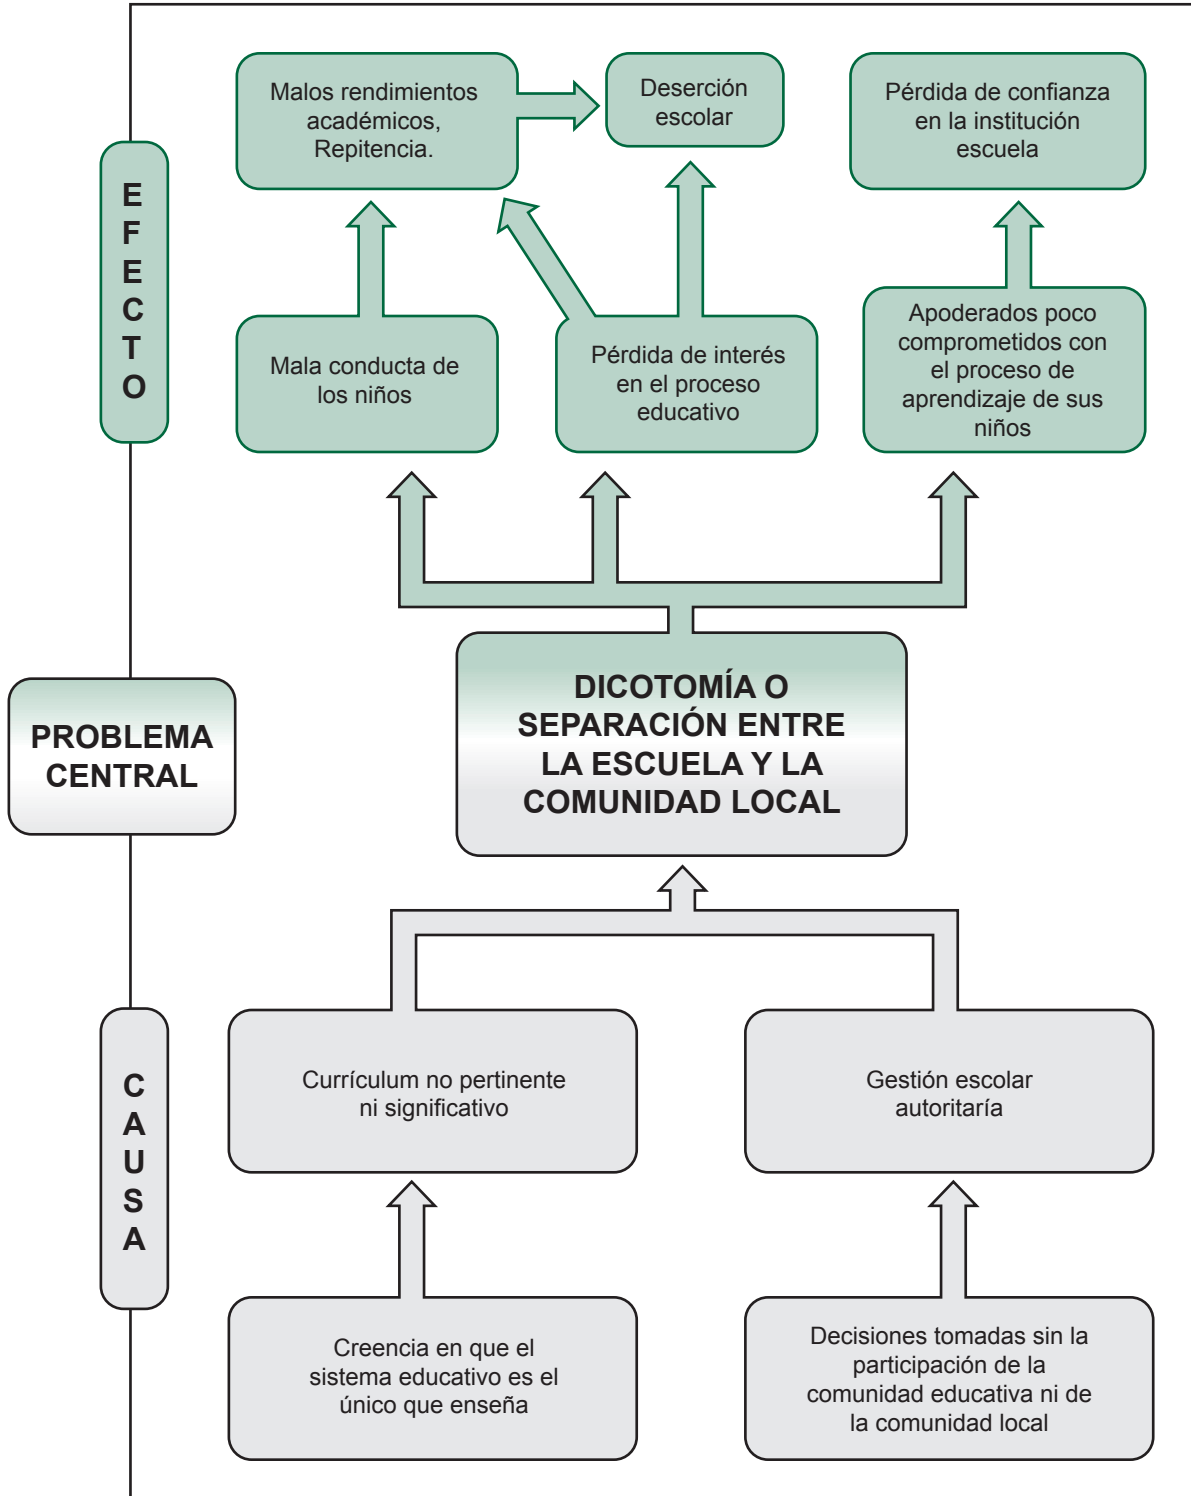 Malos rendimientos
académicos,
Repitencia.
Deserción
escolar
Pérdida de confianza
en la institución
escuela
E
F
E
C
T
O
Mala conducta de
los niños
Pérdida de interés
en el proceso
educativo
Apoderados poco
comprometidos con
el proceso de
aprendizaje de sus
niños
PROBLEMA
CENTRAL
DICOTOMÍA O
SEPARACIÓN ENTRE
LA ESCUELA Y LA
COMUNIDAD LOCAL
C
A
U
S
A
Currículum no pertinente
ni significativo
Gestión escolar
autoritaría
Creencia en que el
sistema educativo es el
único que enseña
Decisiones tomadas sin la
participación de la
comunidad educativa ni de
la comunidad local